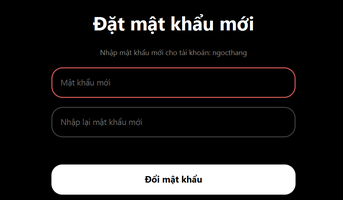 Đặt mật khẩu mới
Nhập mật khẩu mới cho tài khoản: ngocthang
Mật khẩu mới
Nhập lại mật khẩu mới
Đổi mật khẩu